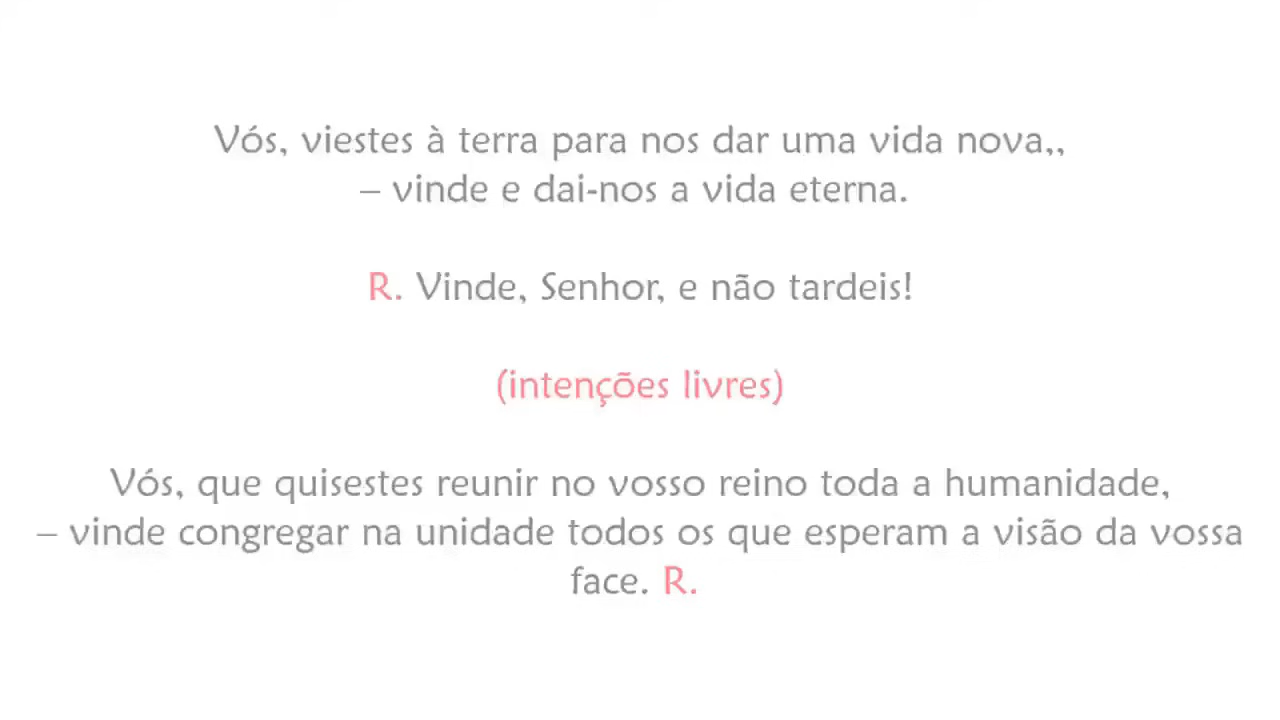 Vós, viestes à terra para nos dar uma vida nova,,
– vinde e dai-nos a vida eterna.
R. Vinde, Senhor, e não tardeis!
(intenções livres)
Vós, que quisestes reunir no vosso reino toda a humanidade,
– vinde congregar na unidade todos os que esperam a visão da vossa
face. R.